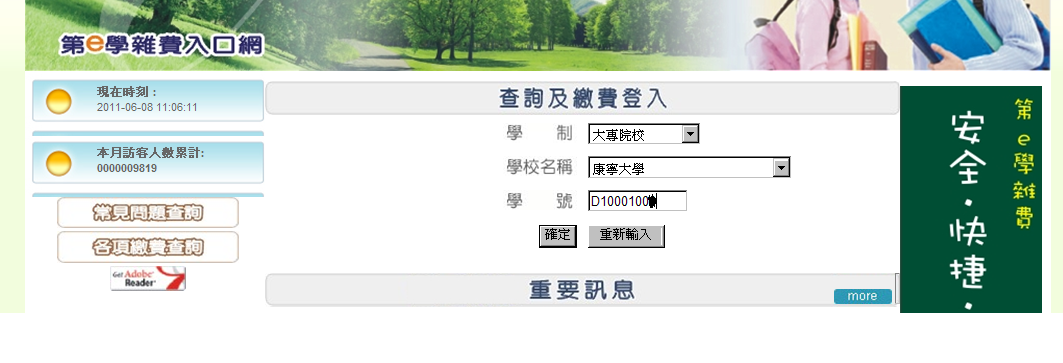 第e學雜費入口網
現在時刻：
2011-06-08 11:06:11
本月訪客人數累計:
0000009819
常見問題查詢
各項繳費查詢
Get Adobe
Reader
查詢及繳費登入
學 制 大專院校
學校名稱 康寧大學
學 號 D1000100
確定 重新輸入
重要訊息
more
第e學雜費
安全・快捷・